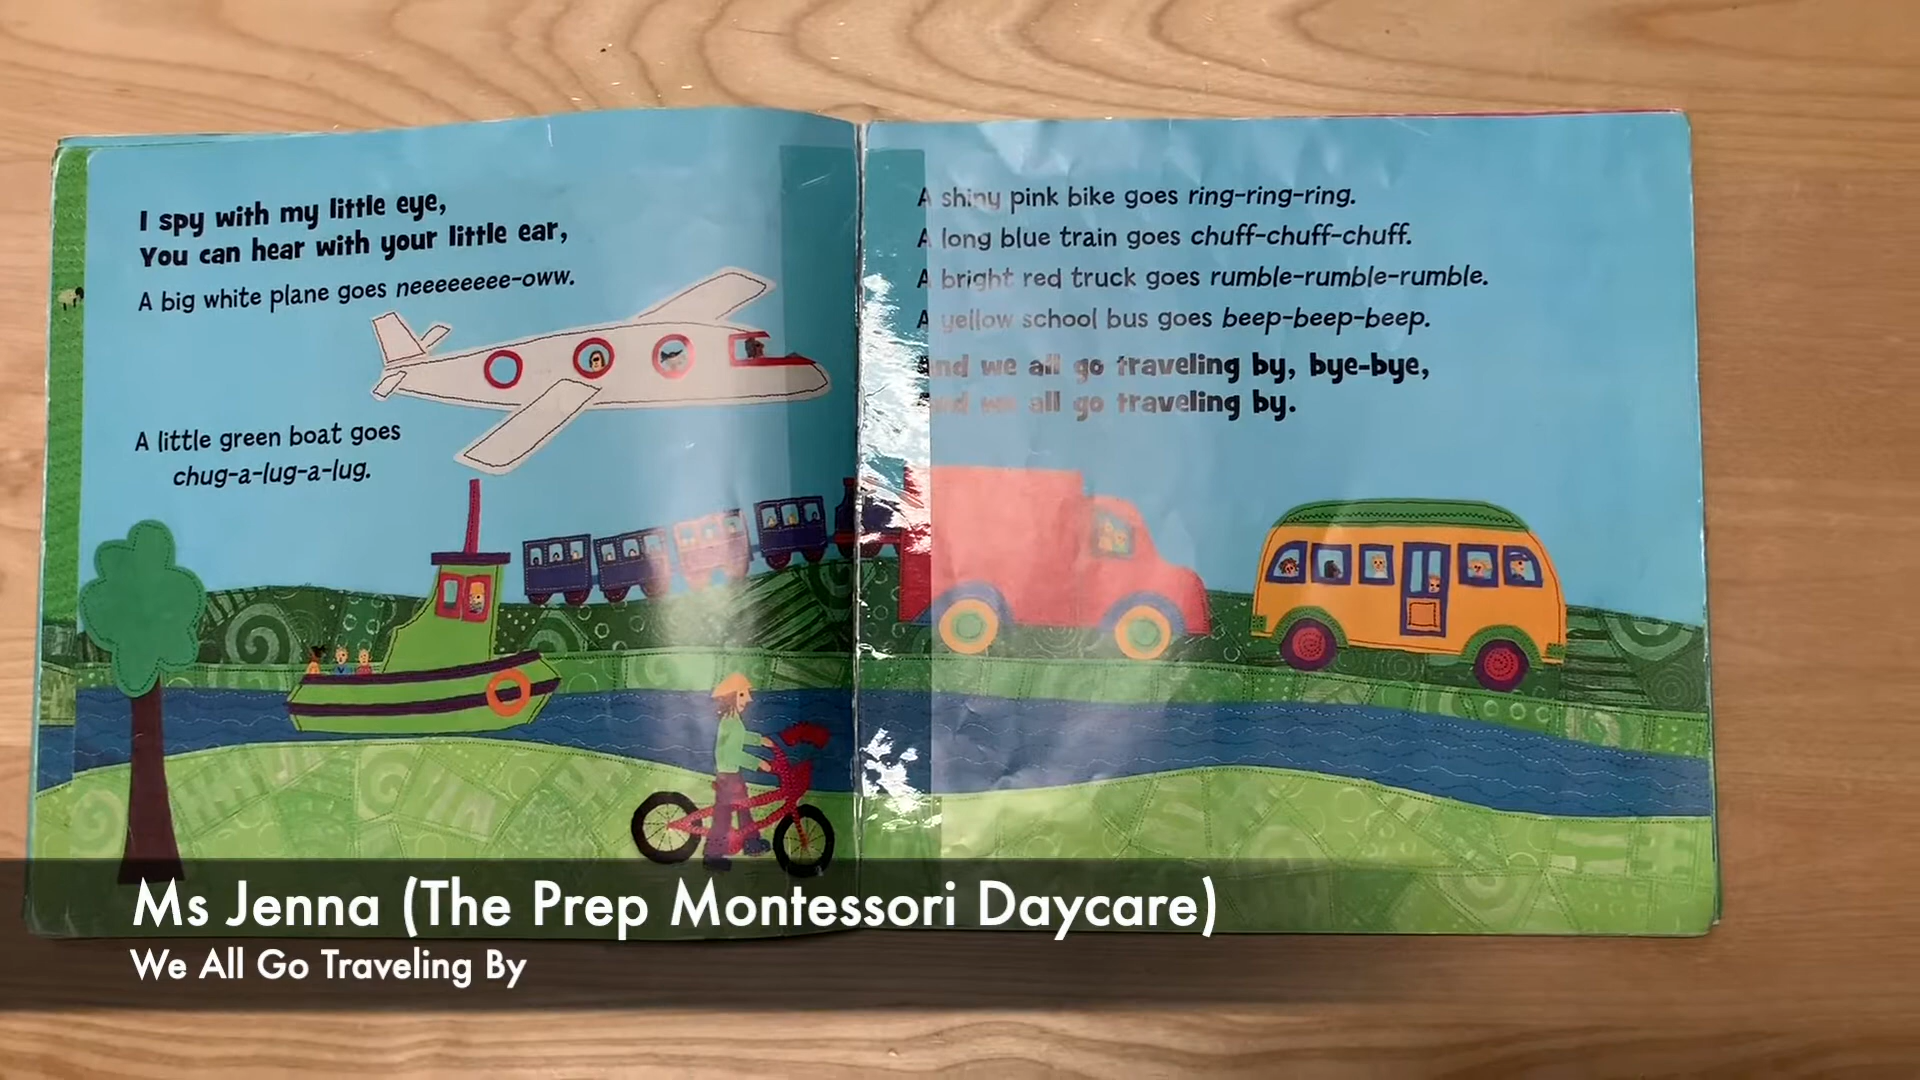 I spy with my little eye,
You can hear with your little ear,
A big white plane goes neeeeeeee-oww.
A little green boat goes
chug-a-lug-a-lug.
A shiny pink bike goes ring-ring-ring.
A long blue train goes chuff-chuff-chuff.
A bright red truck goes rumble-rumble-rumble.
A yellow school bus goes beep-beep-beep.
And we all go traveling by, bye-bye,
And we all go traveling by.
Ms Jenna (The Prep Montessori Daycare)
We All Go Traveling By